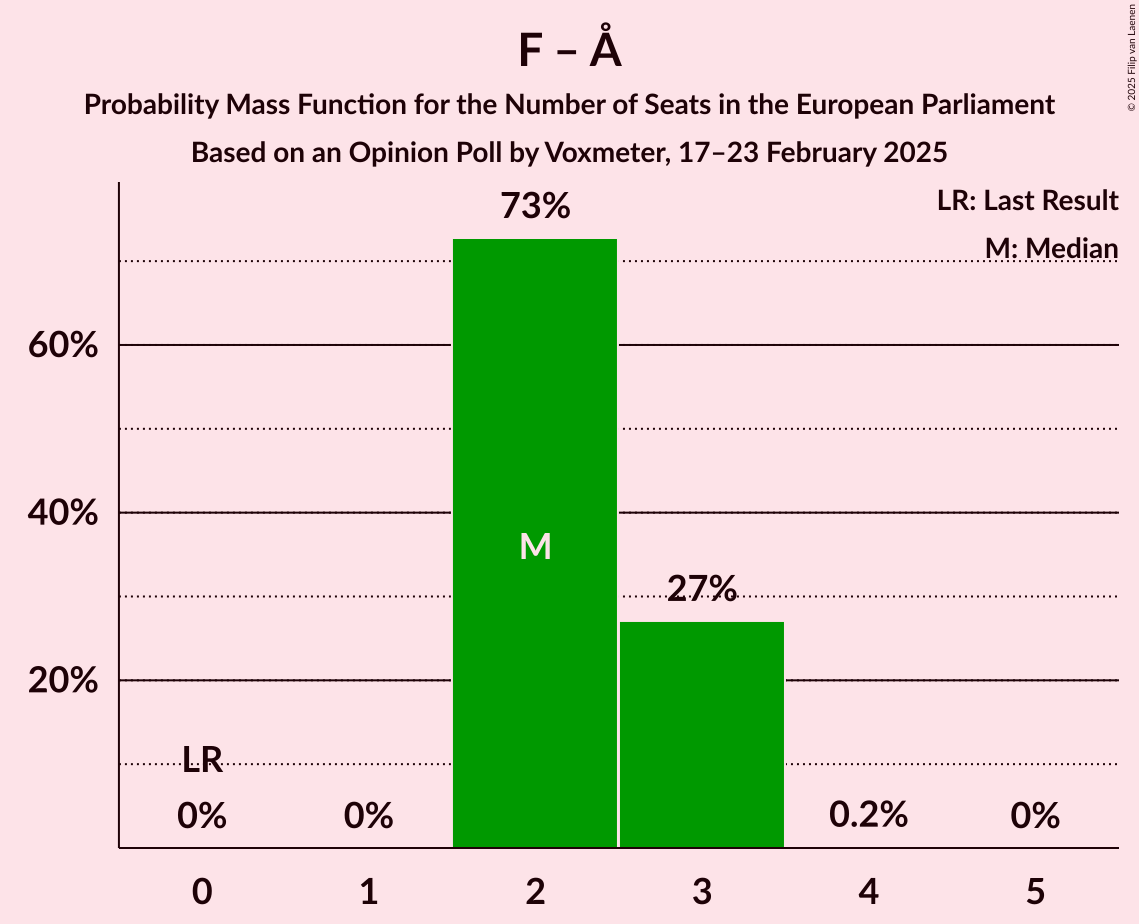 F – Å
Probability Mass Function for the Number of Seats in the European Parliament
Based on an Opinion Poll by Voxmeter, 17–23 February 2025
© 2025 Filip van Laenen
LR: Last Result
M: Median
73%
60%
40%
M
27%
20%
LR
0%
0%
0.2%
0%
0
1
2
3
4
5